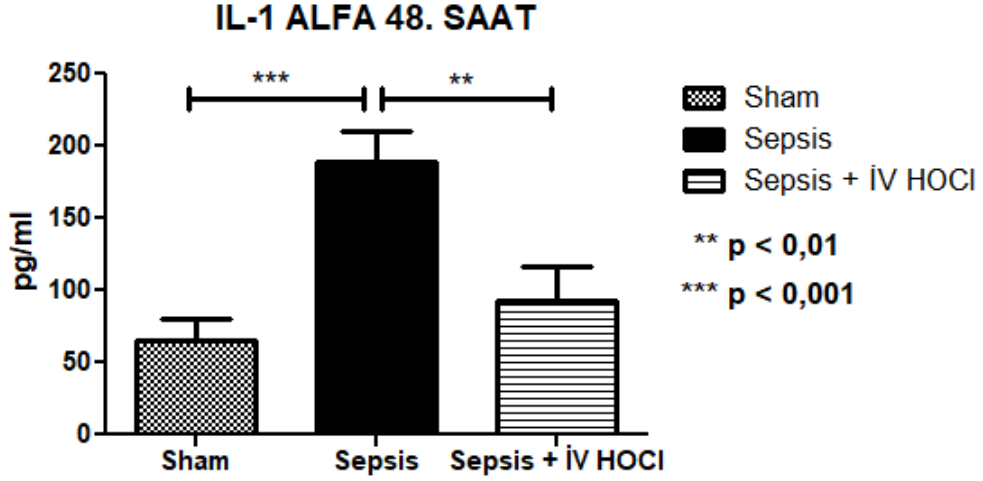 IL-1 ALFA 48. SAAT
250
200
150
100
50
0
pg/ml
***
**
Sham
Sepsis
Sepsis + İV HOCl
Sham
Sepsis
Sepsis + İV HOCl
** p < 0,01
*** p < 0,001